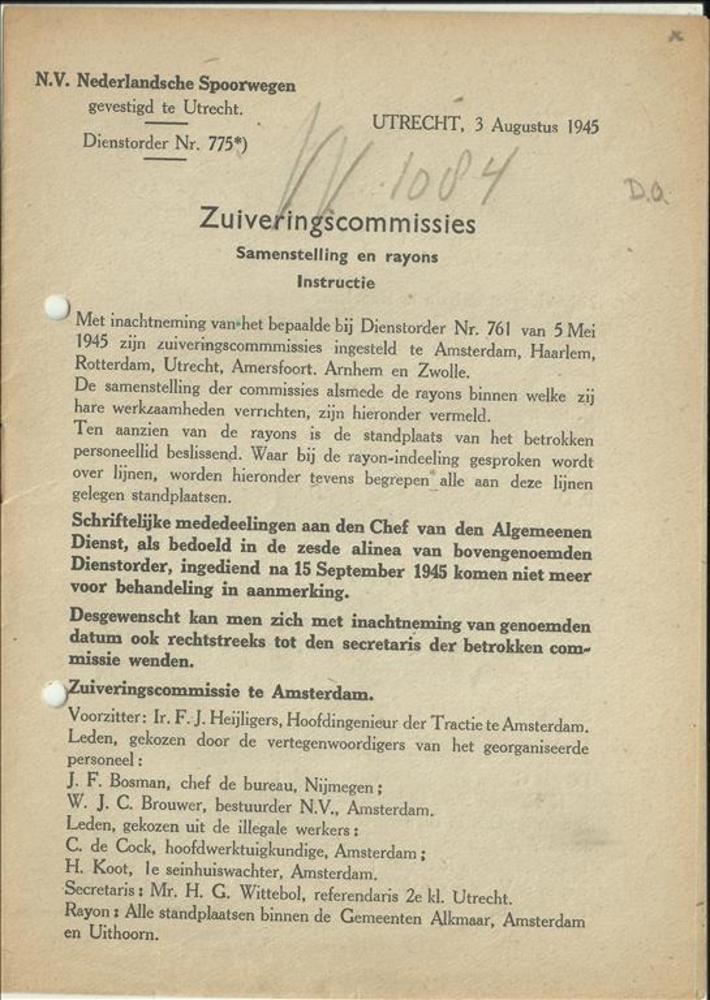 N.V. Nederlandsche Spoorwegen
gevestigd te Utrecht.
UTRECHT, 3 Augustus 1945
Dienstorder Nr. 775*)
1084
D.O.
Zuiveringscommissies
Samenstelling en rayons
Instructie
Met inachtneming van het bepaalde bij Dienstorder Nr. 761 van 5 Mei
1945 zijn zuiveringscommmissies ingesteld te Amsterdam, Haarlem,
Rotterdam, Utrecht, Amersfoort. Arnhem en Zwolle.
De samenstelling der commissies alsmede de rayons binnen welke zij
hare werkzaamheden verrichten, zijn hieronder vermeld.
Ten aanzien van de rayons is de standplaats van het betrokken
personeellid beslissend. Waar bij de rayon-indeeling gesproken wordt
over lijnen, worden hieronder tevens begrepen alle aan deze lijnen
gelegen standplaatsen.
Schriftelijke mededeelingen aan den Chef van den Algemeenen
Dienst, als bedoeld in de zesde alinea van bovengenoemden
Dienstorder, ingediend na 15 September 1945 komen niet meer
voor behandeling in aanmerking.
Desgewenscht kan men zich met inachtneming van genoemden
datum ook rechtstreeks tot den secretaris der betrokken com-
missie wenden.
Zuiveringscommissie te Amsterdam.
Voorzitter: Ir. F. J. Heijligers, Hoofdingenieur der Tractie te Amsterdam.
Leden, gekozen door de vertegenwoordigers van het georganiseerde
personeel:
J. F. Bosman, chef de bureau, Nijmegen;
W. J. C. Brouwer, bestuurder N.V., Amsterdam.
Leden, gekozen uit de illegale werkers:
C. de Cock, hoofdwerktuigkundige, Amsterdam;
H. Koot, 1e seinhuiswachter, Amsterdam.
Secretaris: Mr. H. G. Wittebol, referendaris 2e kl. Utrecht.
Rayon: Alle standplaatsen binnen de Gemeenten Alkmaar, Amsterdam
en Uithoorn.